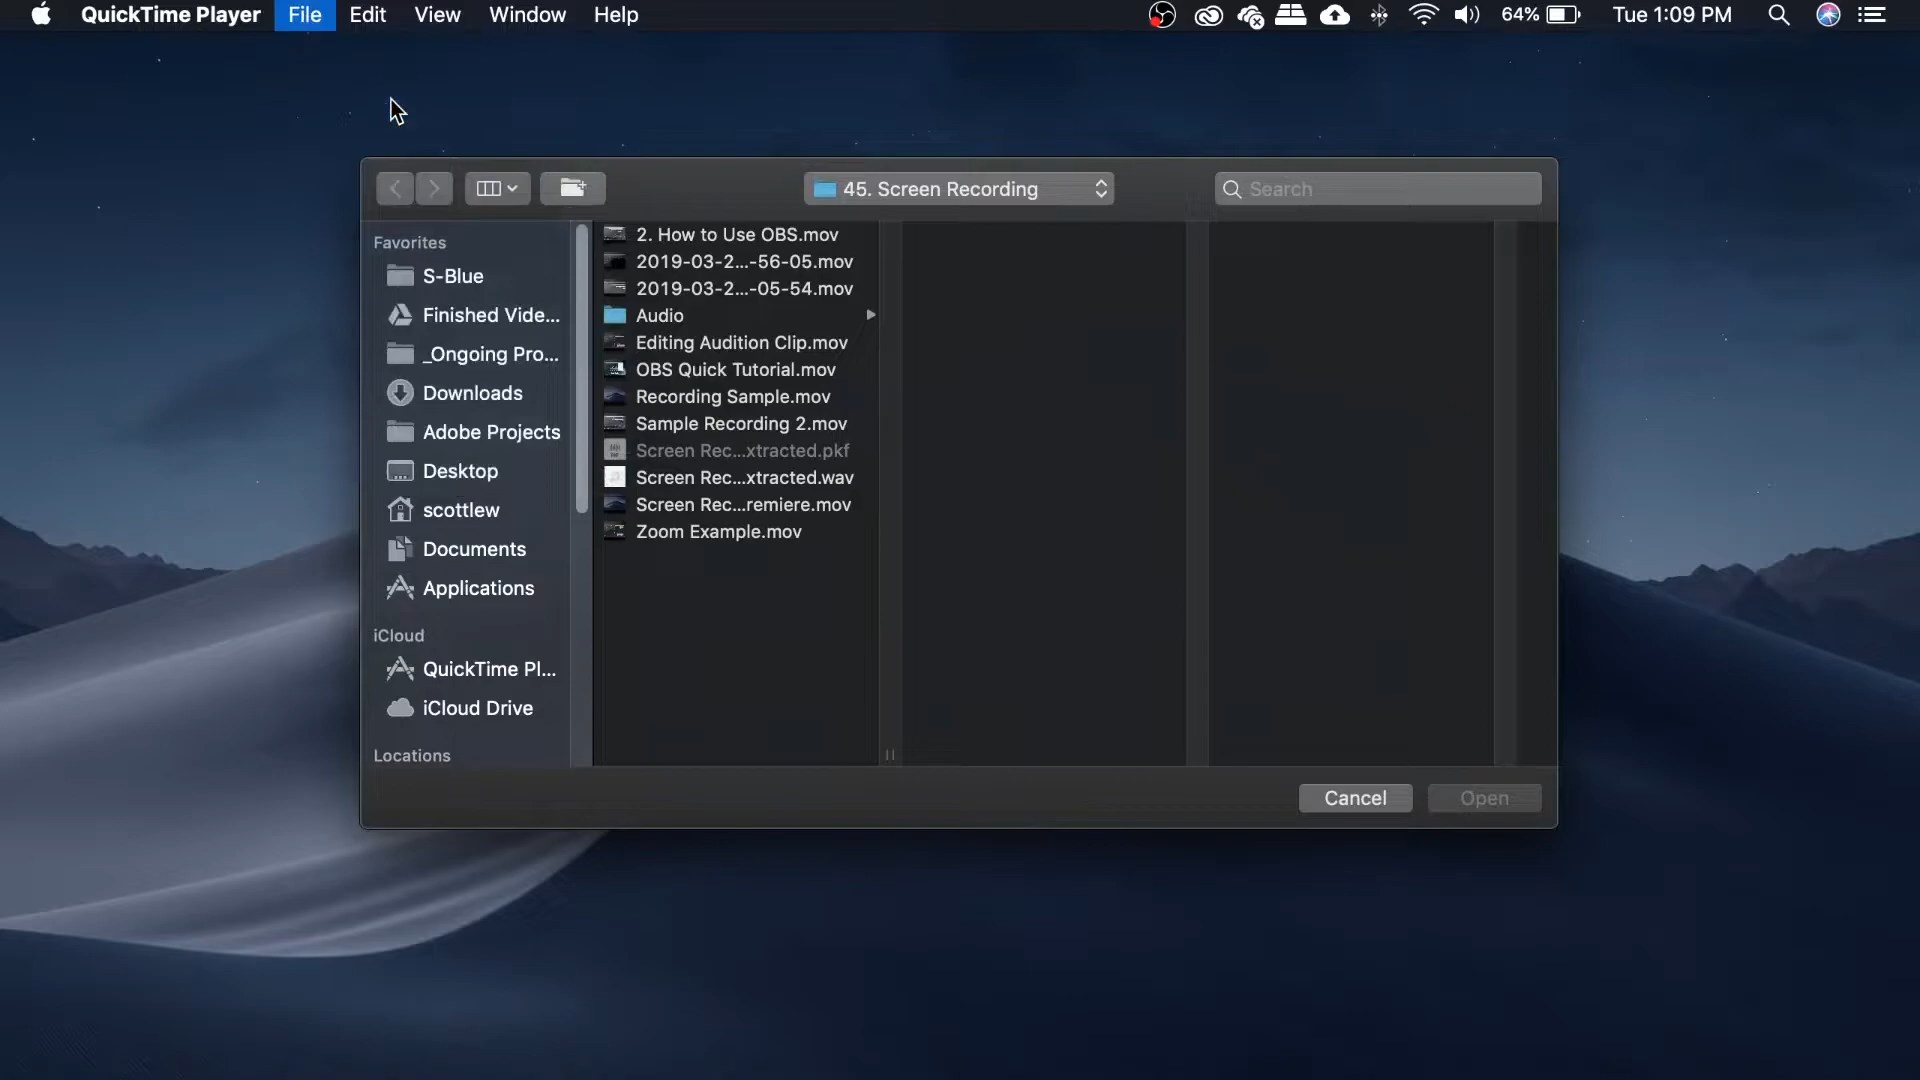 QuickTime Player File Edit View Window Help 64% Tue 1:09 PM
45. Screen Recording Search
Favorites
S-Blue
Finished Vide...
_Ongoing Pro...
Downloads
Adobe Projects
Desktop
scottlew
Documents
Applications
iCloud
QuickTime Pl...
iCloud Drive
Locations
2. How to Use OBS.mov
2019-03-2...-56-05.mov
2019-03-2...-05-54.mov
Audio
Editing Audition Clip.mov
OBS Quick Tutorial.mov
Recording Sample.mov
Sample Recording 2.mov
Screen Rec...xtracted.pkf
Screen Rec...xtracted.wav
Screen Rec...remiere.mov
Zoom Example.mov
Cancel Open